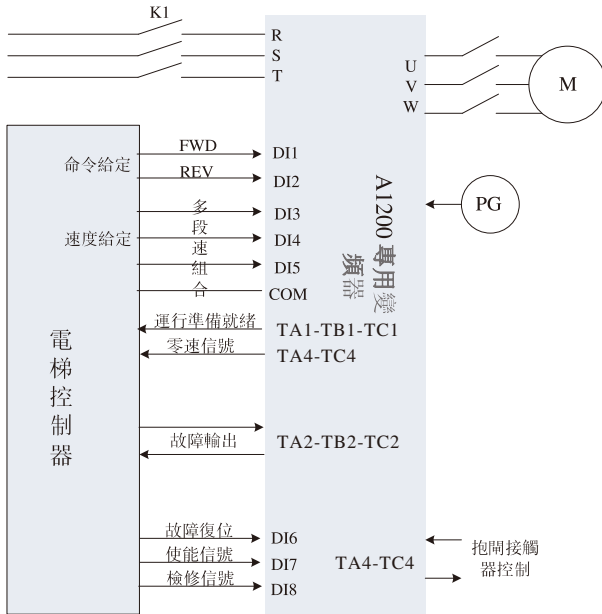 K1
R
S
T
U
V
W
M
命令給定
FWD
DI1
REV
DI2
速度給定
多段速組合
DI3
DI4
DI5
COM
A1200專用變頻器
PG
運行準備就绪
TA1-TB1-TC1
零速信號
TA4-TC4
電梯控制器
故障輸出
TA2-TB2-TC2
故障復位
DI6
使能信號
DI7
檢修信號
DI8
TA4-TC4
抱閘接觸
器控制